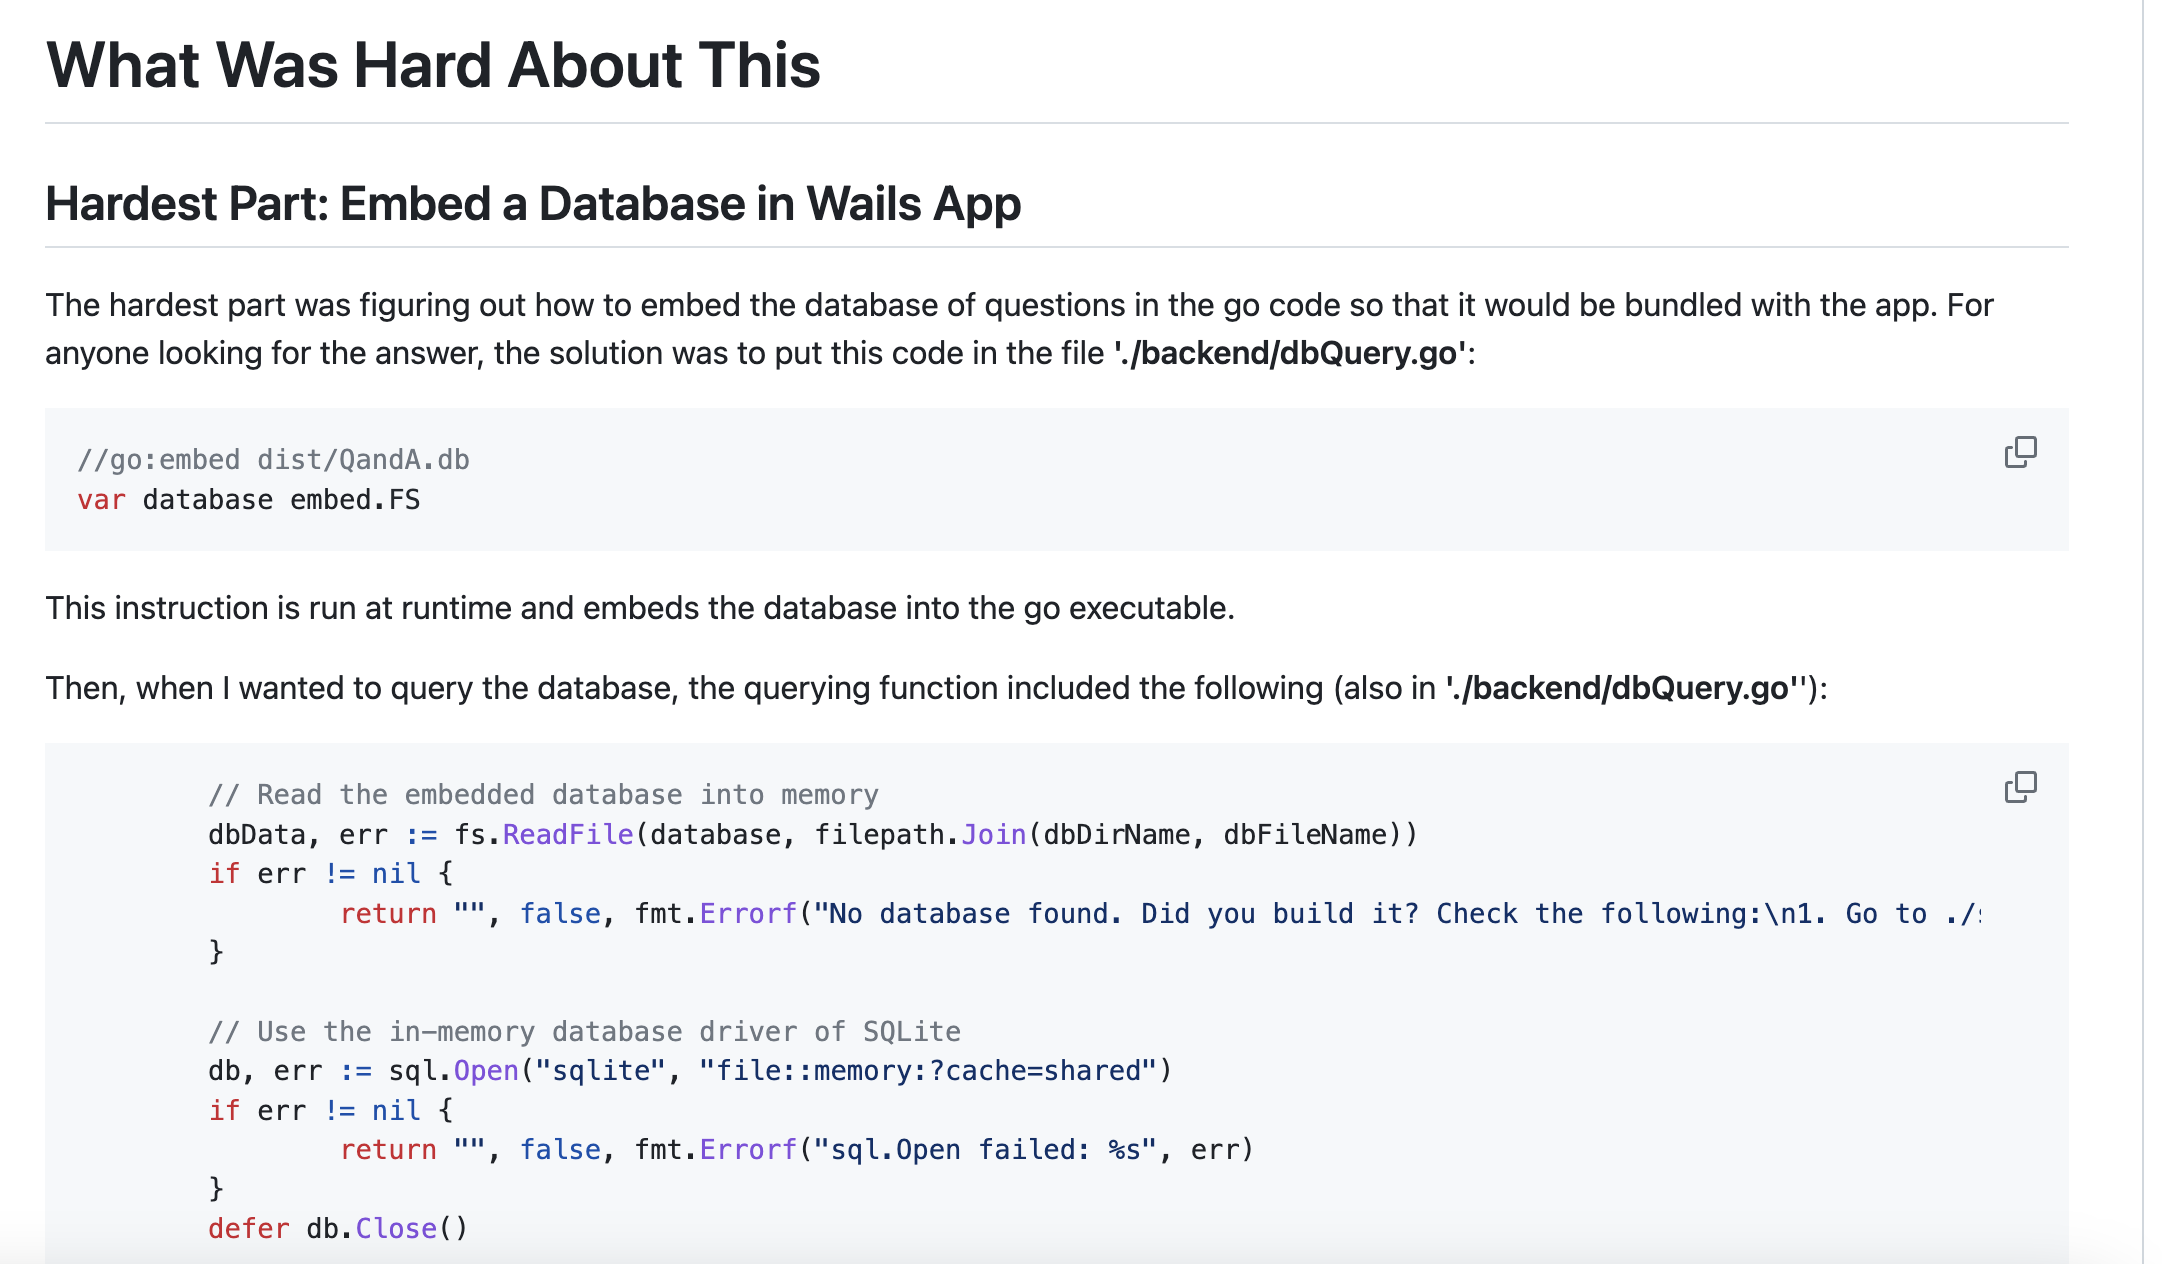 What Was Hard About This
Hardest Part: Embed a Database in Wails App
The hardest part was figuring out how to embed the database of questions in the go code so that it would be bundled with the app. For
anyone looking for the answer, the solution was to put this code in the file './backend/dbQuery.go':
//go:embed dist/QandA.db
var database embed.FS
This instruction is run at runtime and embeds the database into the go executable.
Then, when I wanted to query the database, the querying function included the following (also in './backend/dbQuery.go''):
// Read the embedded database into memory
dbData, err := fs.ReadFile(database, filepath.Join(dbDirName, dbFileName))
if err != nil {
return "", false, fmt.Errorf("No database found. Did you build it? Check the following:\n1. Go to ./
}
// Use the in-memory database driver of SQLite
db, err := sql.Open("sqlite", "file::memory:?cache=shared")
if err != nil {
return "", false, fmt.Errorf("sql.Open failed: %s", err)
}
defer db.Close()